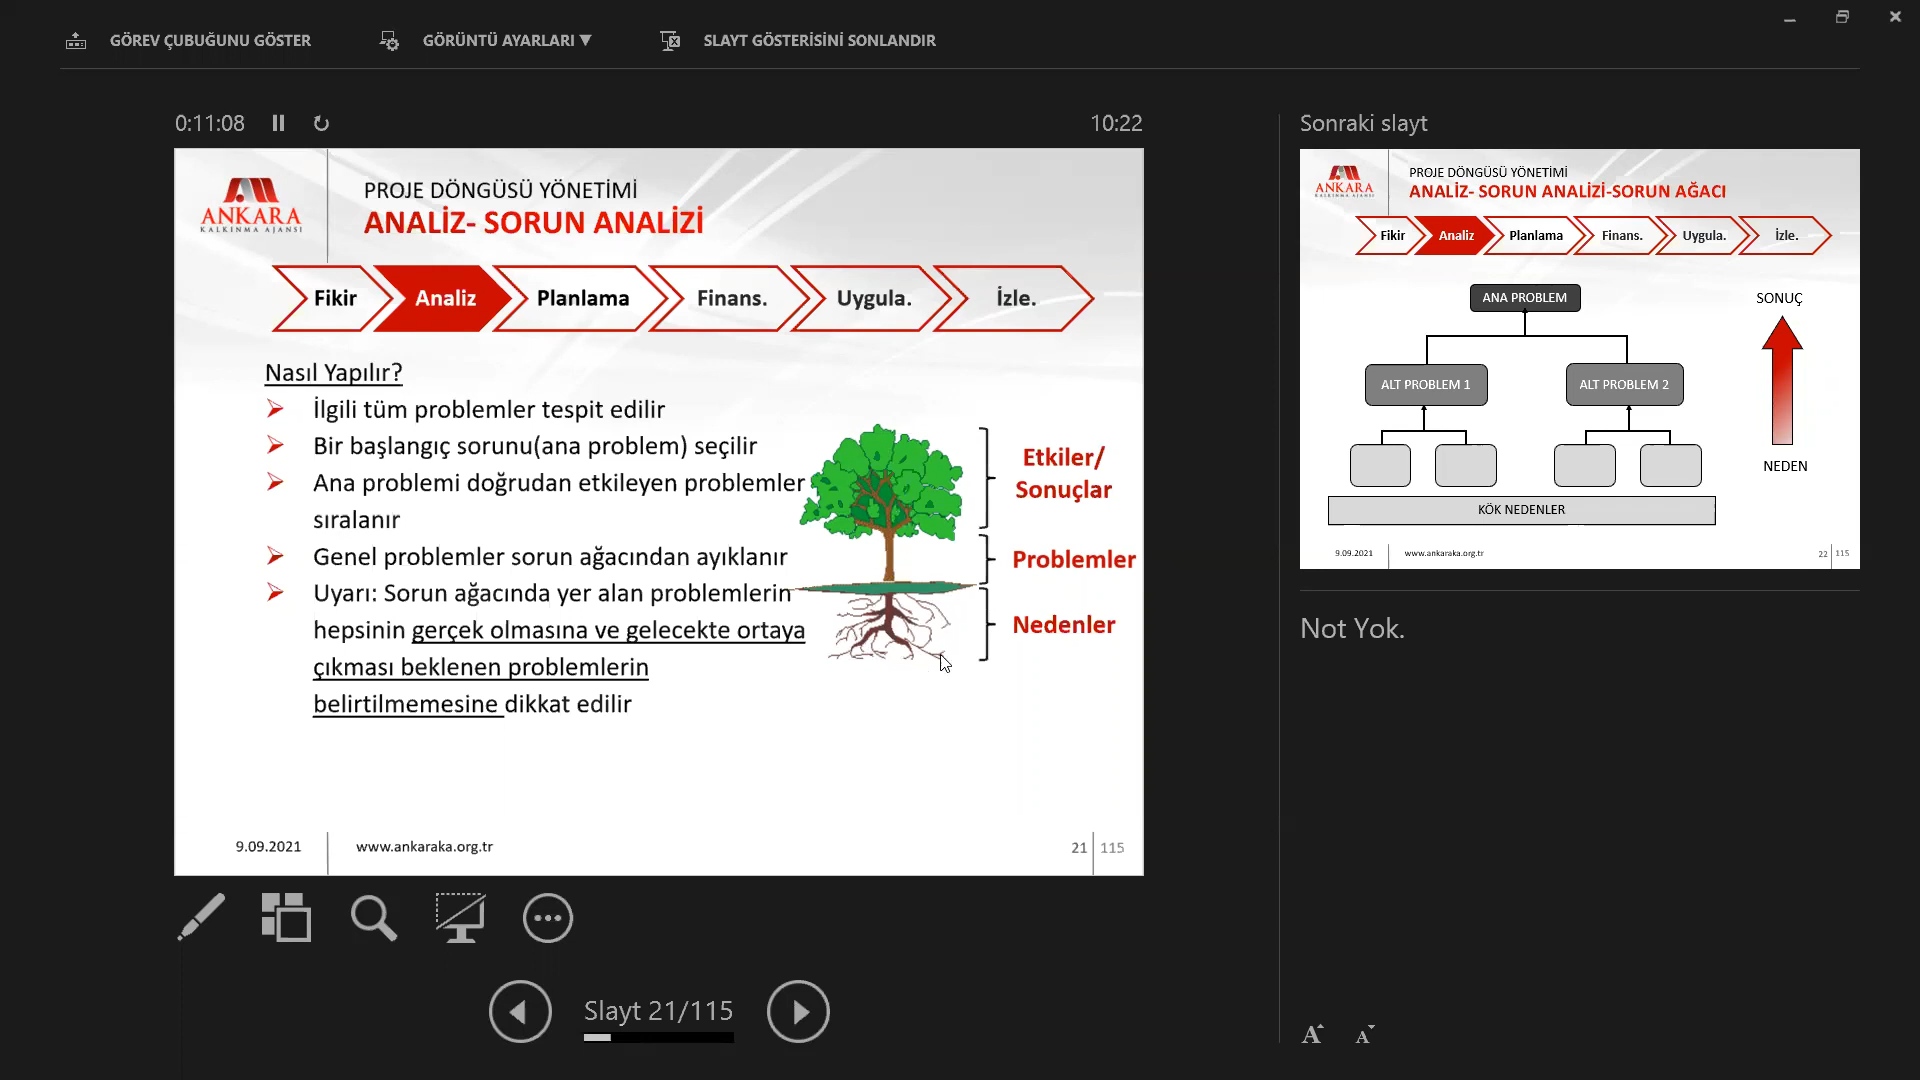 GÖREV ÇUBUĞUNU GÖSTER
GÖRÜNTÜ AYARLARI ▼
SLAYT GÖSTERİSİNİ SONLANDIR
0:11:08
10:22
ANKARA
KALKINMA AJANSI
PROJE DÖNGÜSÜ YÖNETİMİ
ANALİZ- SORUN ANALİZİ
Fikir
Analiz
Planlama
Finans.
Uygula.
İzle.
Nasıl Yapılır?
İlgili tüm problemler tespit edilir
Bir başlangıç sorunu(ana problem) seçilir
Ana problemi doğrudan etkileyen problemler
sıralanır
Genel problemler sorun ağacından ayıklanır
Uyarı: Sorun ağacında yer alan problemlerin
hepsinin gerçek olmasına ve gelecekte ortaya
çıkması beklenen problemlerin
belirtilmemesine dikkat edilir
Etkiler/
Sonuçlar
Problemler
Nedenler
9.09.2021
www.ankaraka.org.tr
21
115
Slayt 21/115
Sonraki slayt
ANKARA
KALKINMA AJANSI
PROJE DÖNGÜSÜ YÖNETİMİ
ANALİZ- SORUN ANALİZİ-SORUN AĞACI
Fikir
Analiz
Planlama
Finans.
Uygula.
İzle.
ANA PROBLEM
SONUÇ
ALT PROBLEM 1
ALT PROBLEM 2
NEDEN
KÖK NEDENLER
9.09.2021
www.ankaraka.org.tr
22
115
Not Yok.
A
A